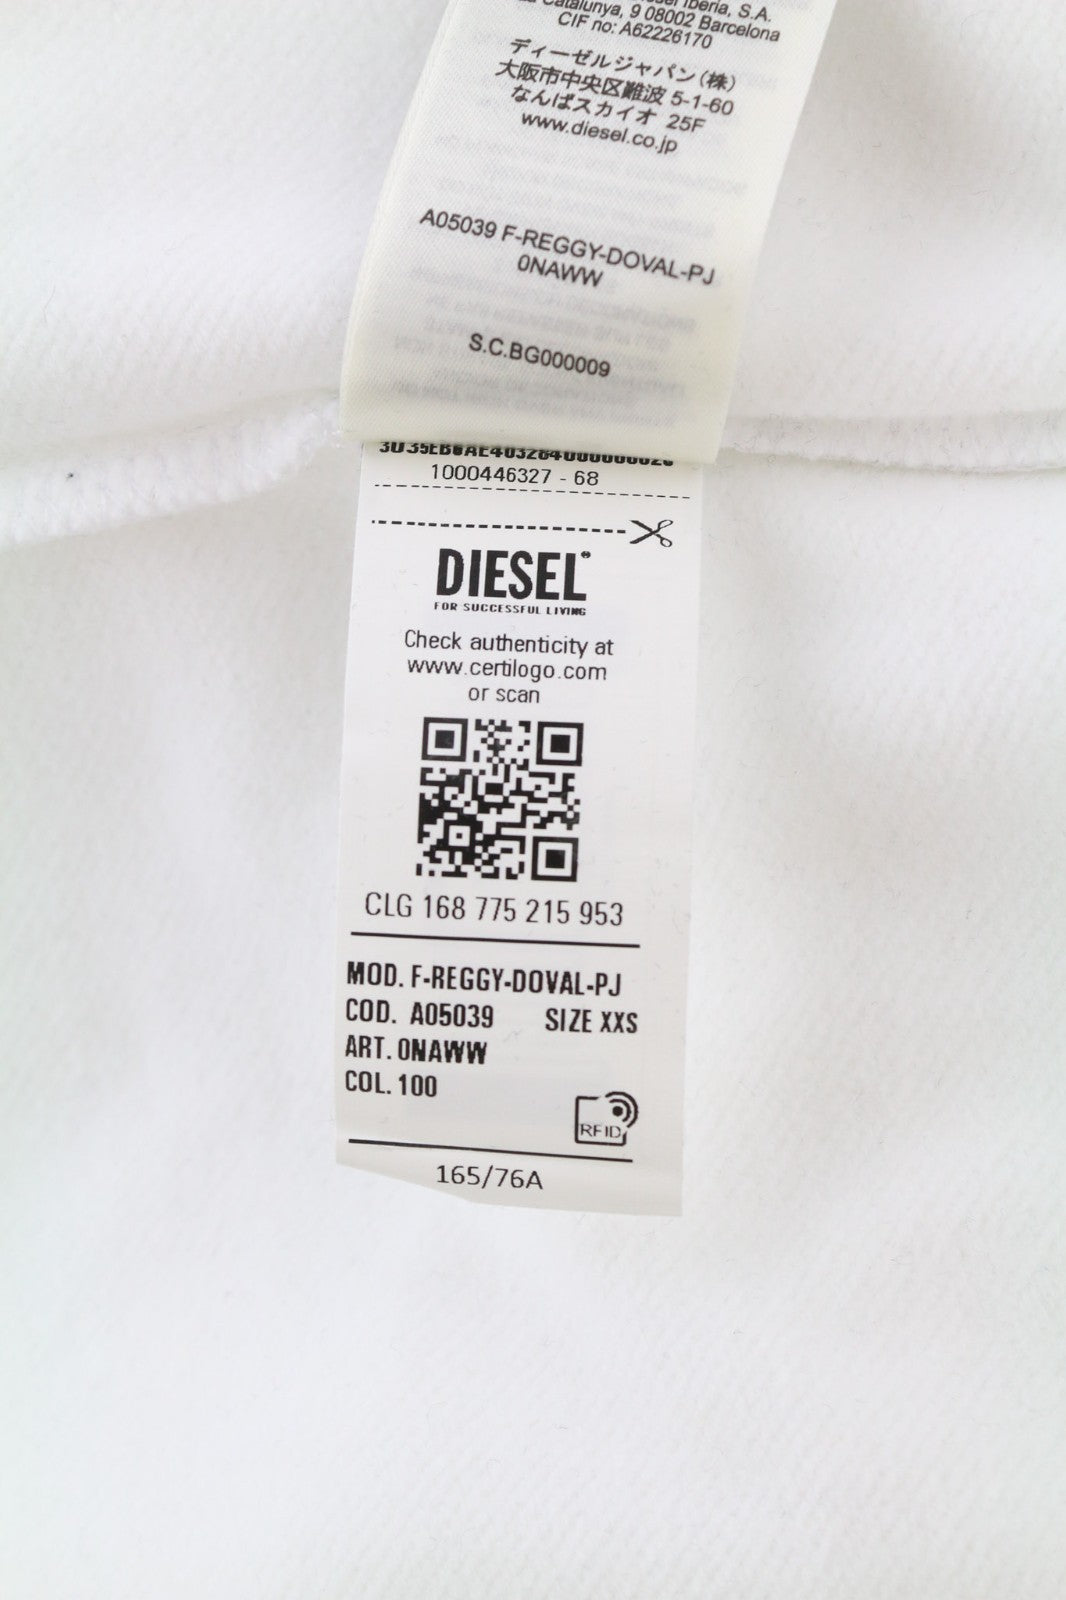 Iberia, S.A.
Catalunya, 9 08002 Barcelona
CIF no: A62226170
ディーゼルジャパン(株)
大阪市中央区難波 5-1-60
なんばスカイオ 25F
www.diesel.co.jp
A05039 F-REGGY-DOVAL-PJ
0NAWW
S.C.BG000009
1000446327 - 68
DIESEL
FOR SUCCESSFUL LIVING
Check authenticity at
www.certilogo.com
or scan
CLG 168 775 215 953
MOD. F-REGGY-DOVAL-PJ
COD. A05039 SIZE XXS
ART. 0NAWW
COL. 100
RFID
165/76A